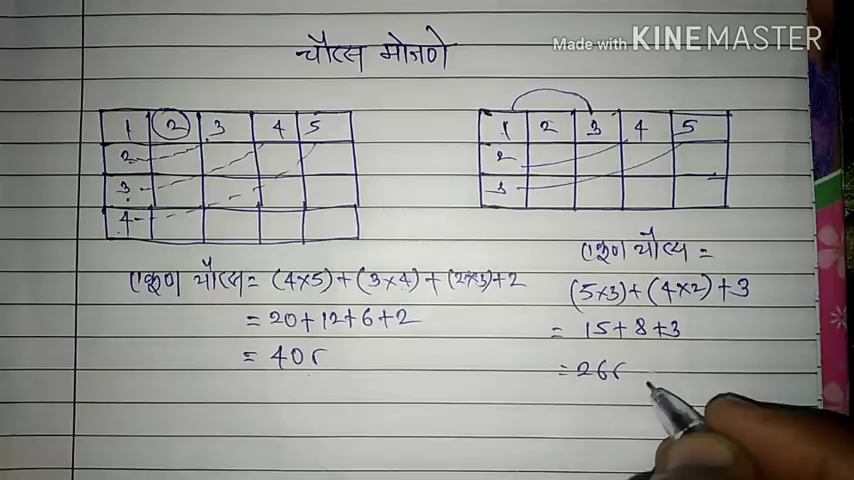 Made with KINEMASTER
चौरस मोजणे
1 2 3 4 5
2
3
4
एकूण चौरस = (4×5)+(3×4)+(2×3)+2
= 20+12+6+2
= 40
1 2 3 4 5
2
3
एकूण चौरस =
(5×3)+(4×2)+3
= 15+8+3
= 26